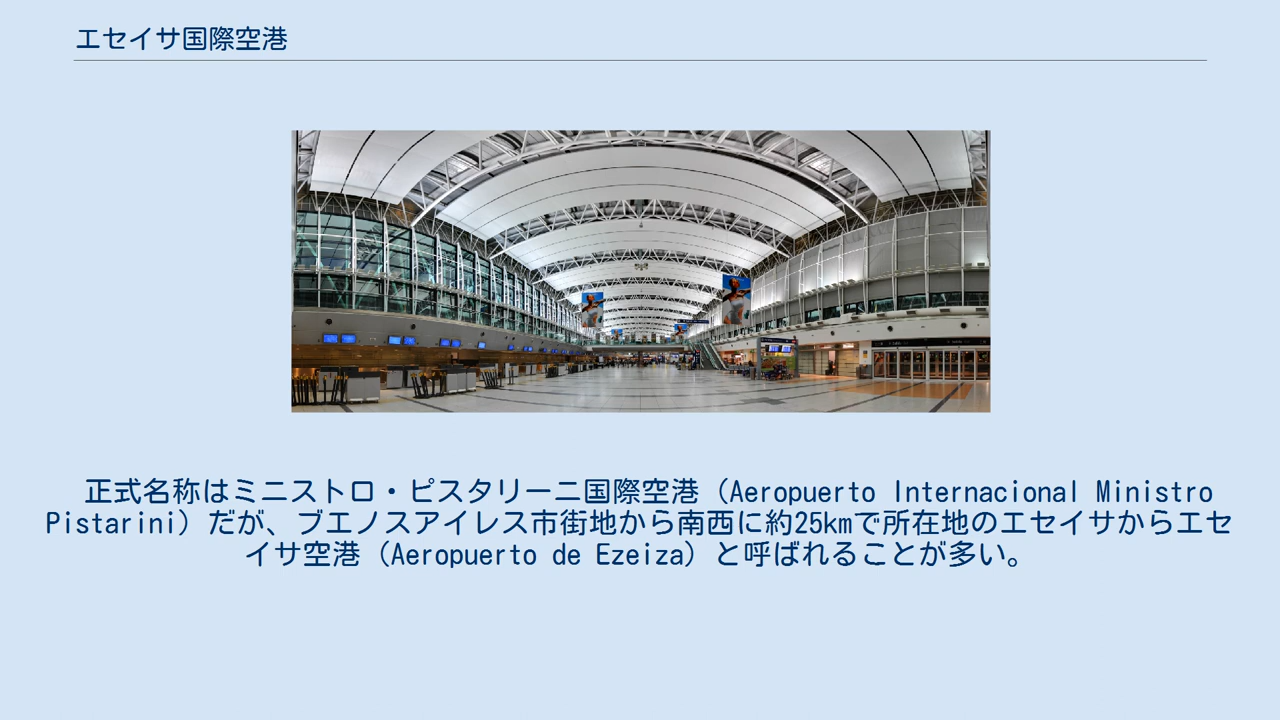 エセイサ国際空港
正式名称はミニストロ・ピスタリーニ国際空港（Aeropuerto Internacional Ministro
Pistarini）だが、ブエノスアイレス市街地から南西に約25kmで所在地のエセイサからエセ
イサ空港（Aeropuerto de Ezeiza）と呼ばれることが多い。